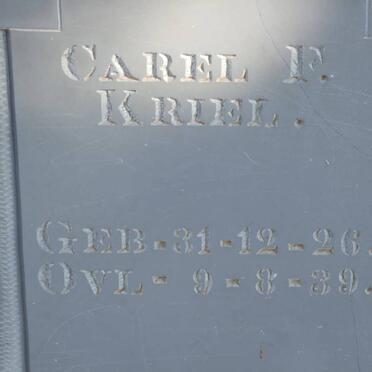 CAREL F.
KRIEL.
GEB-31-12-26.
OVL-9-8-39.